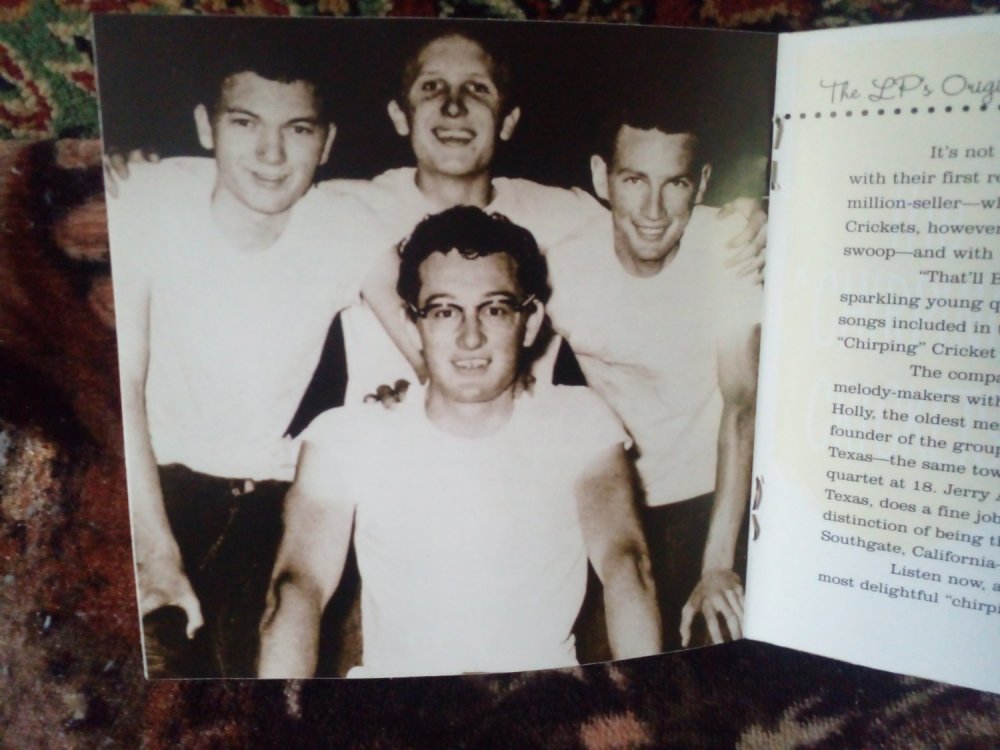 The LP's Orig
It's not
with their first re
million-seller—wh
Crickets, however
swoop—and with
"That'll B
sparkling young q
songs included in
"Chirping" Cricket
The compa
melody-makers with
Holly, the oldest me
founder of the group
Texas—the same tow
quartet at 18. Jerry A
Texas, does a fine job
distinction of being th
Southgate, California—
Listen now, a
most delightful "chirpi